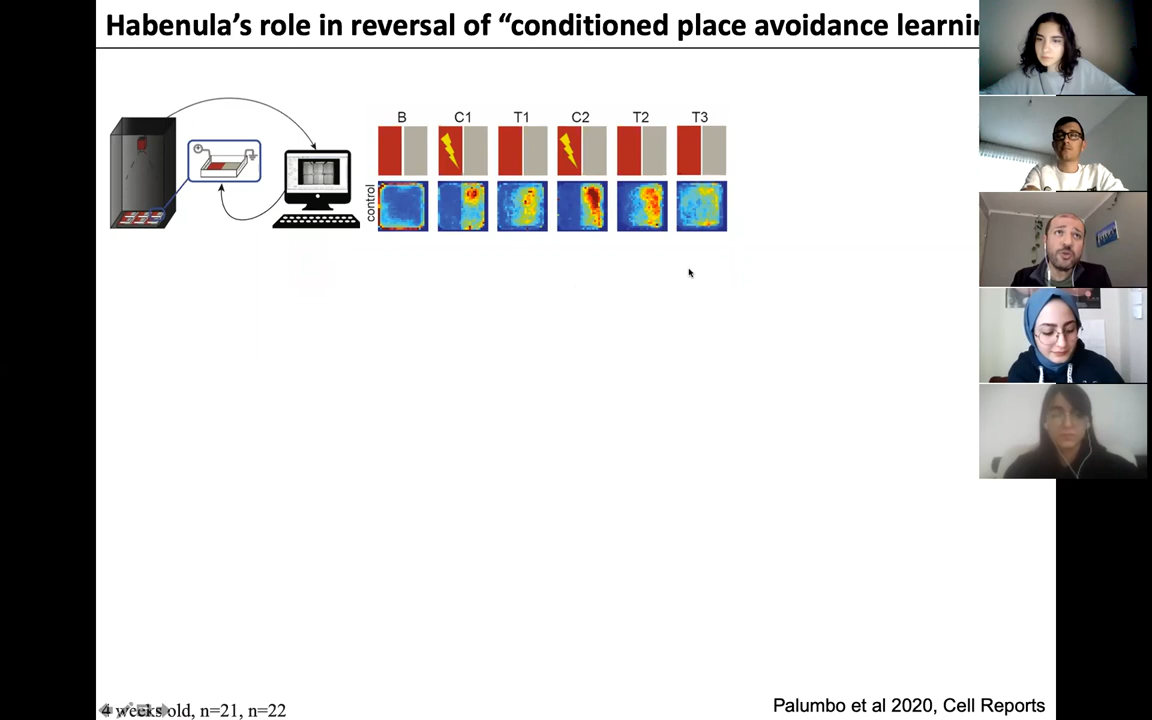 Habenula’s role in reversal of “conditioned place avoidance learnin
B C1 T1 C2 T2 T3
control
4 weeks old, n=21, n=22
Palumbo et al 2020, Cell Reports